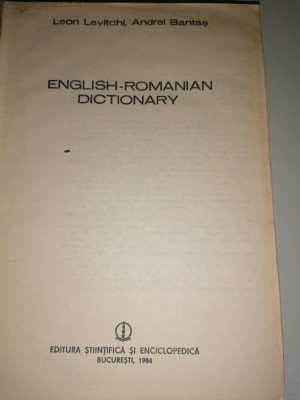 Leon Levițchi, Andrei Bantaș
ENGLISH-ROMANIAN
DICTIONARY
EDITURA ȘTIINȚIFICĂ ȘI ENCICLOPEDICĂ
BUCUREȘTI, 1984